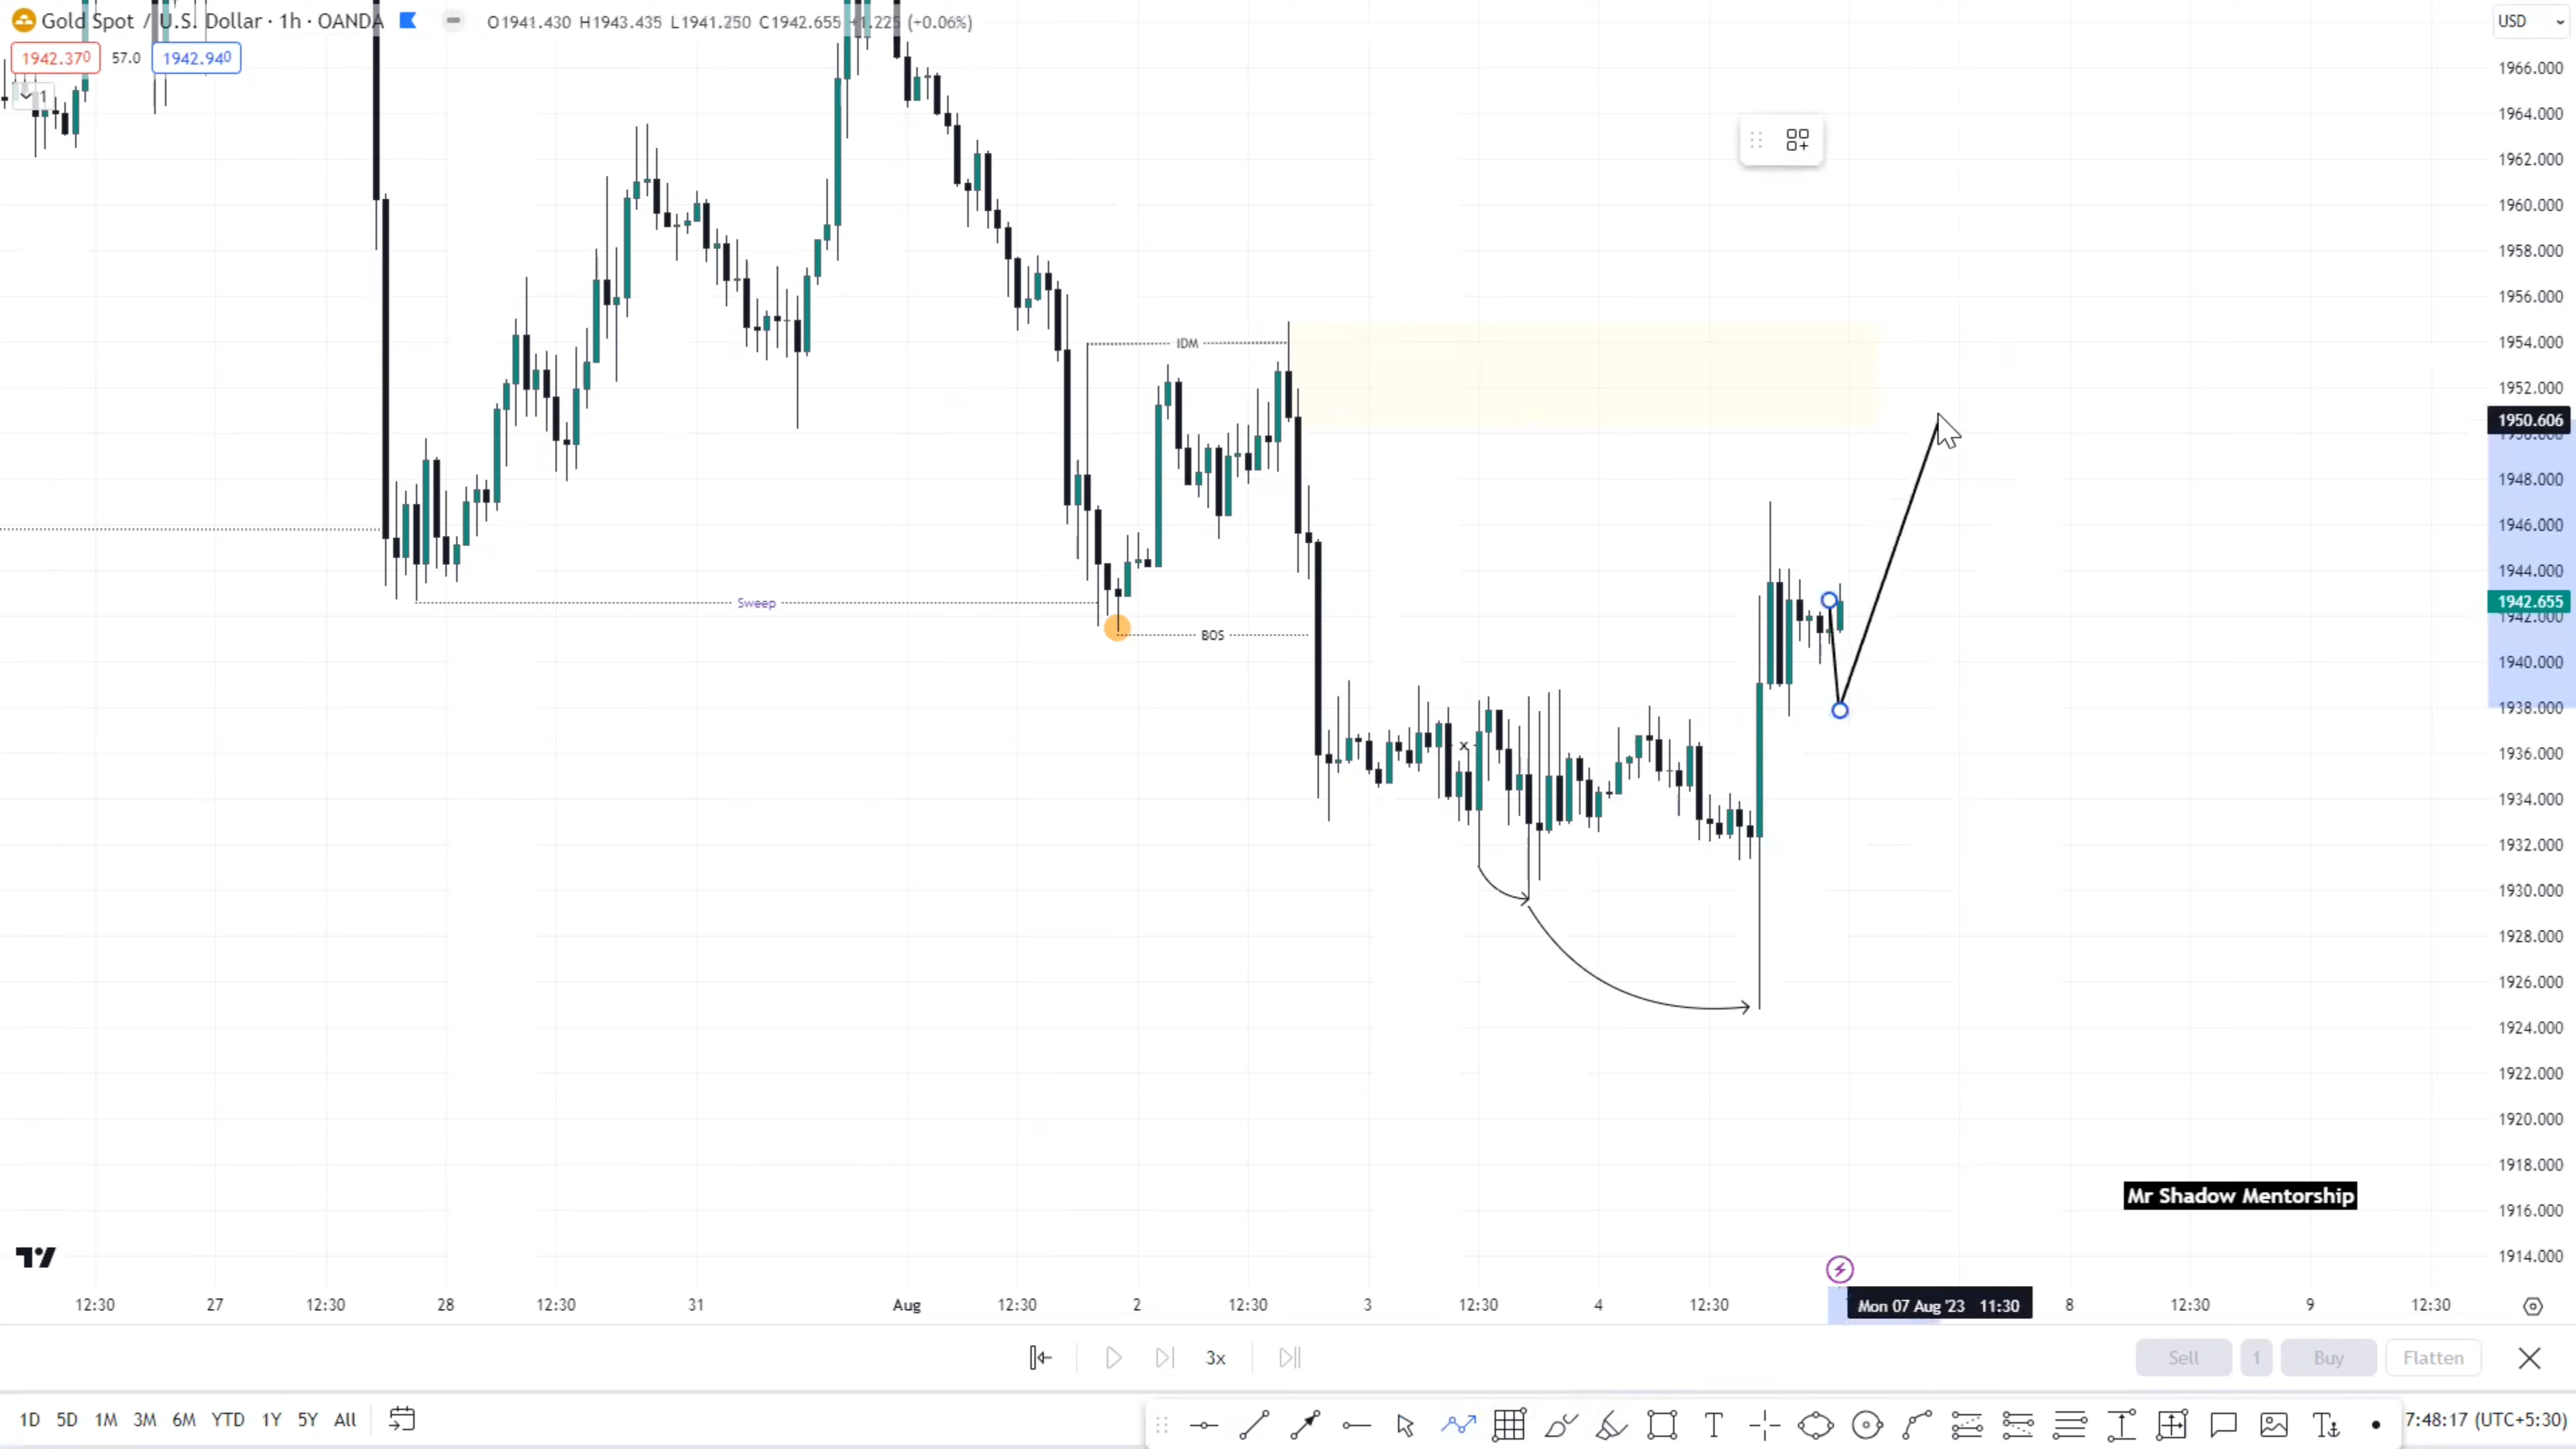 Gold Spot / U.S. Dollar · 1h · OANDA O1941.430 H1943.435 L1941.250 C1942.655 +1.225 (+0.06%)
USD
1942.370 57.0 1942.940
1
1966.000
1964.000
1962.000
1960.000
1958.000
1956.000
1954.000
1952.000
1950.606
1948.000
1946.000
1944.000
1942.655
1942.000
1940.000
1938.000
1936.000
1934.000
1932.000
1930.000
1928.000
1926.000
1924.000
1922.000
1920.000
1918.000
1916.000
1914.000
IDM
Sweep
BOS
x
Mr Shadow Mentorship
12:30 27 12:30 28 12:30 31 Aug 12:30 2 12:30 3 12:30 4 12:30 Mon 07 Aug '23 11:30 8 12:30 9 12:30
3x
Sell 1 Buy Flatten
1D 5D 1M 3M 6M YTD 1Y 5Y All
7:48:17 (UTC+5:30)